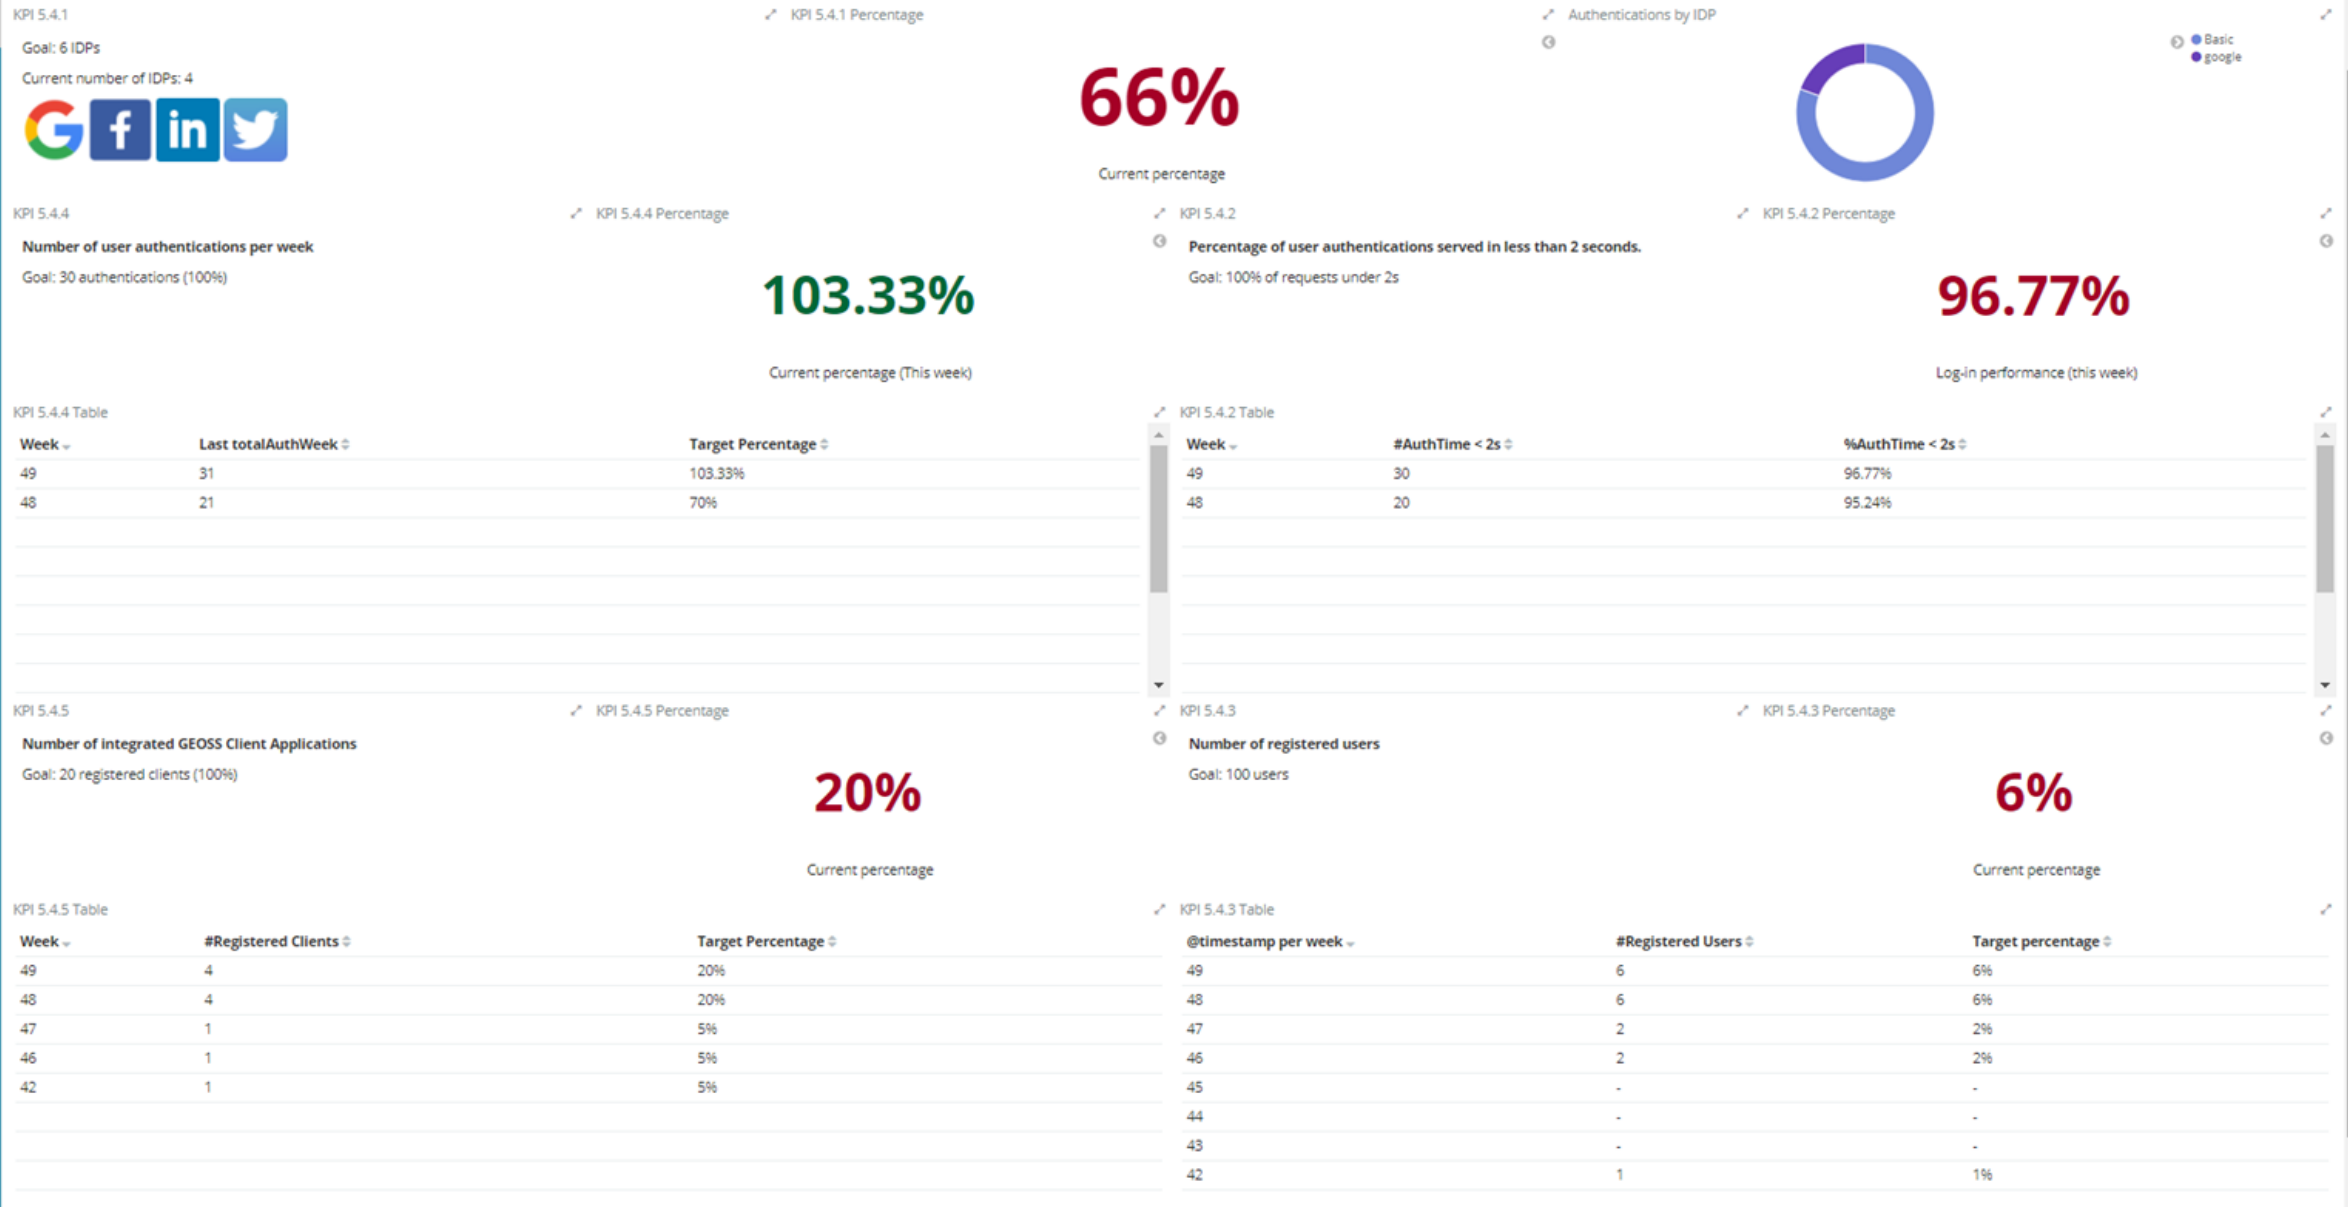 KPI 5.4.1
Goal: 6 IDPs
Current number of IDPs: 4
G f in
KPI 5.4.1 Percentage
66%
Current percentage
Authentications by IDP
Basic
google
KPI 5.4.4
Number of user authentications per week
Goal: 30 authentications (100%)
KPI 5.4.4 Percentage
103.33%
Current percentage (This week)
KPI 5.4.2
Percentage of user authentications served in less than 2 seconds.
Goal: 100% of requests under 2s
KPI 5.4.2 Percentage
96.77%
Log-in performance (this week)
KPI 5.4.4 Table
Week Last totalAuthWeek Target Percentage
49 31 103.33%
48 21 70%
KPI 5.4.2 Table
Week #AuthTime < 2s %AuthTime < 2s
49 30 96.77%
48 20 95.24%
KPI 5.4.5
Number of integrated GEOSS Client Applications
Goal: 20 registered clients (100%)
KPI 5.4.5 Percentage
20%
Current percentage
KPI 5.4.3
Number of registered users
Goal: 100 users
KPI 5.4.3 Percentage
6%
Current percentage
KPI 5.4.5 Table
Week #Registered Clients Target Percentage
49 4 20%
48 4 20%
47 1 5%
46 1 5%
42 1 5%
KPI 5.4.3 Table
@timestamp per week #Registered Users Target percentage
49 6 6%
48 6 6%
47 2 2%
46 2 2%
45 - -
44 - -
43 - -
42 1 1%